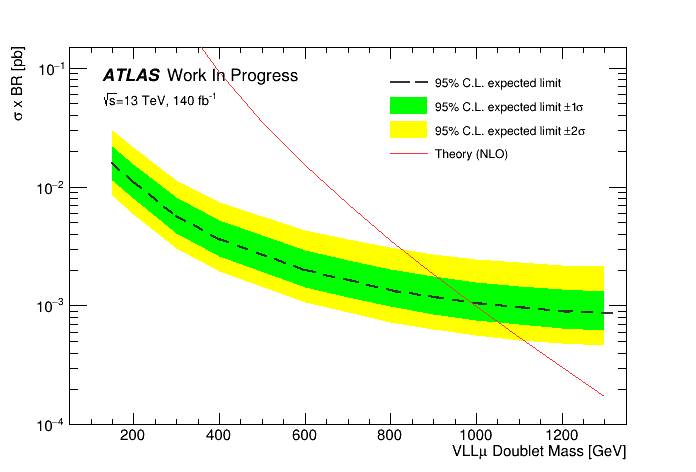 σ x BR [pb]
ATLAS Work In Progress
√s=13 TeV, 140 fb⁻¹
95% C.L. expected limit
95% C.L. expected limit ±1σ
95% C.L. expected limit ±2σ
Theory (NLO)
10⁻¹
10⁻²
10⁻³
10⁻⁴
200 400 600 800 1000 1200
VLLμ Doublet Mass [GeV]